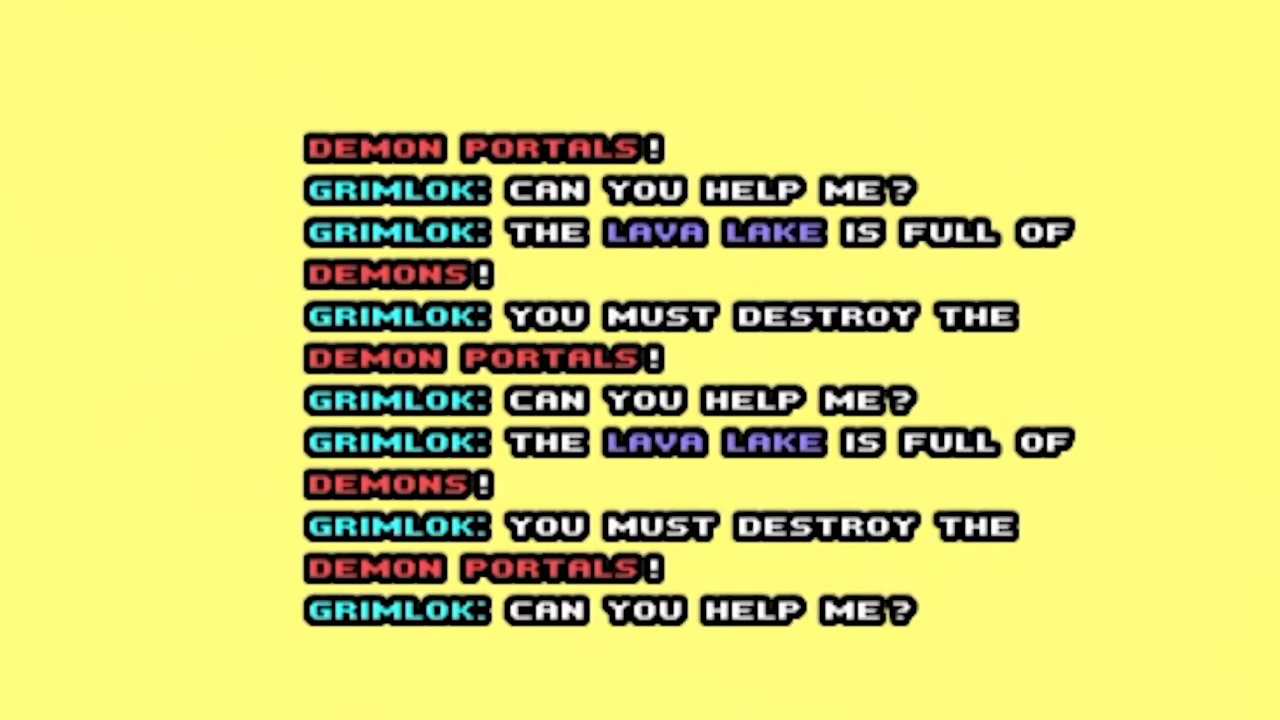 DEMON PORTALS!
GRIMLOK: CAN YOU HELP ME?
GRIMLOK: THE LAVA LAKE IS FULL OF
DEMONS!
GRIMLOK: YOU MUST DESTROY THE
DEMON PORTALS!
GRIMLOK: CAN YOU HELP ME?
GRIMLOK: THE LAVA LAKE IS FULL OF
DEMONS!
GRIMLOK: YOU MUST DESTROY THE
DEMON PORTALS!
GRIMLOK: CAN YOU HELP ME?